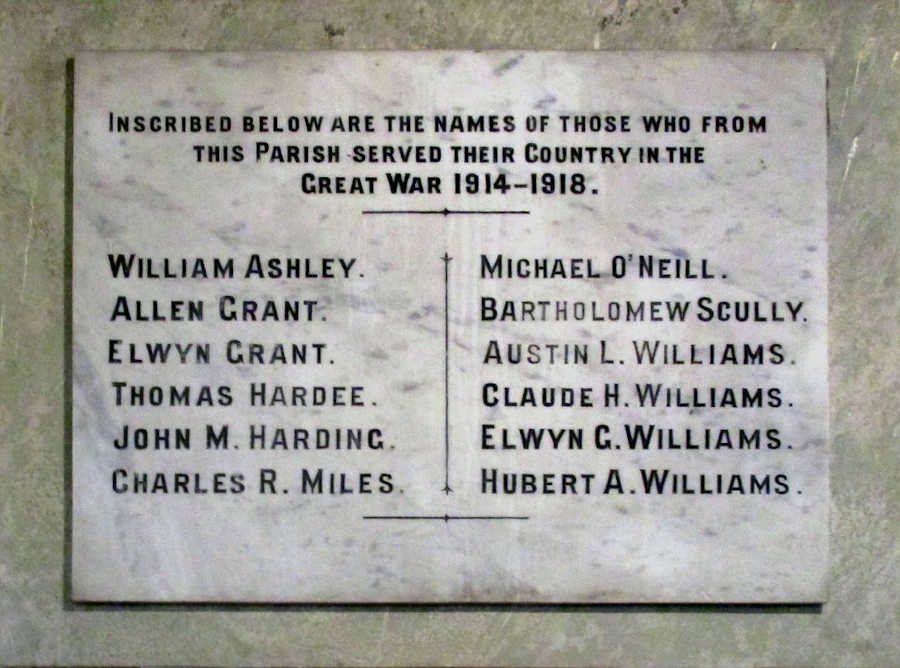 INSCRIBED BELOW ARE THE NAMES OF THOSE WHO FROM
THIS PARISH SERVED THEIR COUNTRY IN THE
GREAT WAR 1914-1918.
WILLIAM ASHLEY.
ALLEN GRANT.
ELWYN GRANT.
THOMAS HARDEE.
JOHN M. HARDING.
CHARLES R. MILES.
MICHAEL O'NEILL.
BARTHOLOMEW SCULLY.
AUSTIN L. WILLIAMS.
CLAUDE H. WILLIAMS.
ELWYN G. WILLIAMS.
HUBERT A. WILLIAMS.